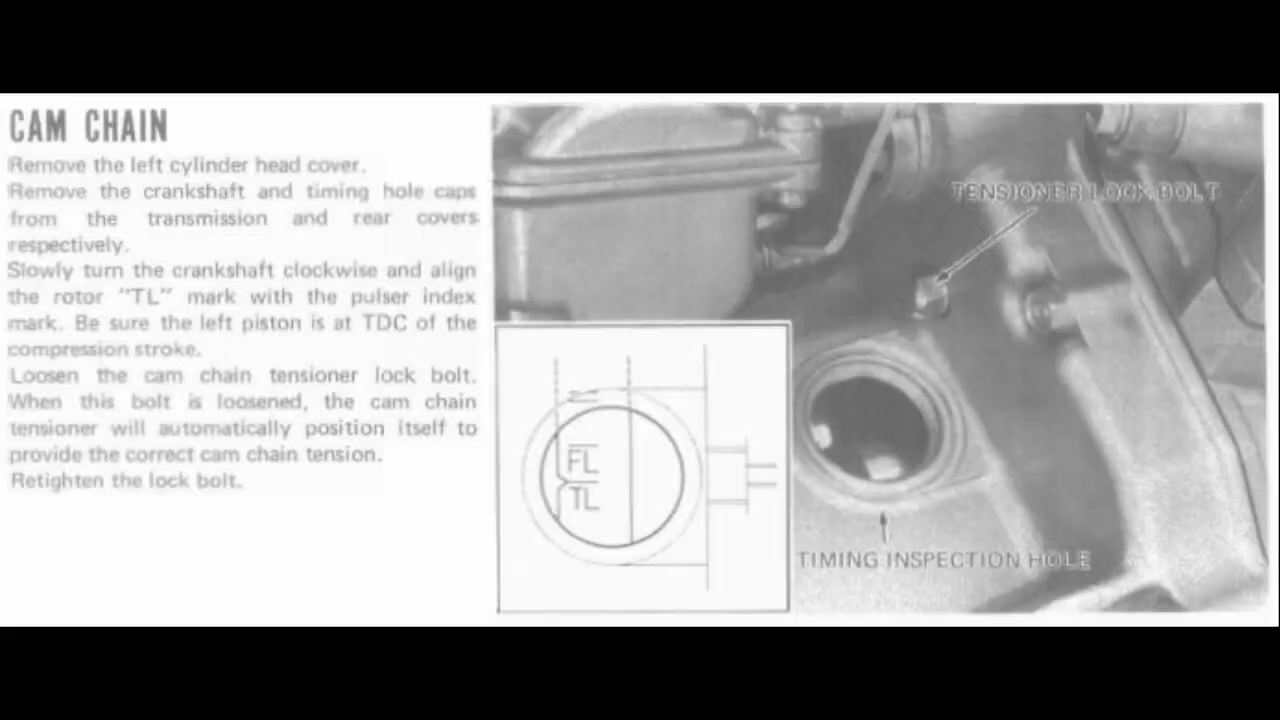 CAM CHAIN
Remove the left cylinder head cover.
Remove the crankshaft and timing hole caps
from the transmission and rear covers
respectively.
Slowly turn the crankshaft clockwise and align
the rotor "TL" mark with the pulser index
mark. Be sure the left piston is at TDC of the
compression stroke.
Loosen the cam chain tensioner lock bolt.
When this bolt is loosened, the cam chain
tensioner will automatically position itself to
provide the correct cam chain tension.
Retighten the lock bolt.
TENSIONER LOCK BOLT
FL
TL
TIMING INSPECTION HOLE